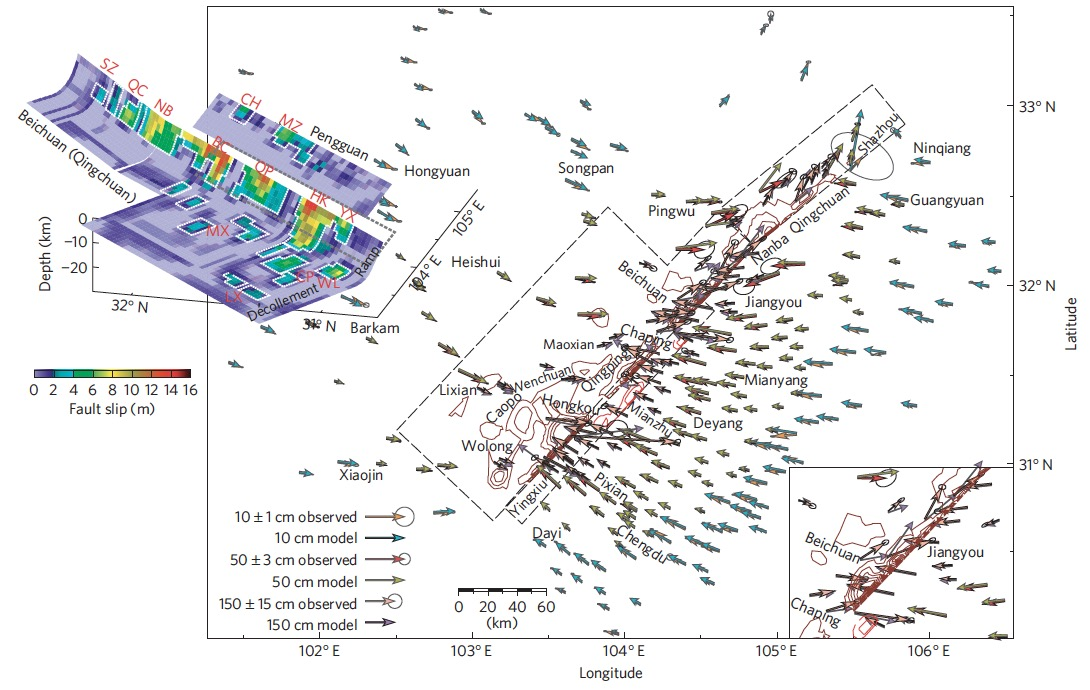 SZ
QC
NB
BC
QP
HK
YX
CH
MZ
Pengguan
Beichuan (Qingchuan)
MX
LX
CP
WL
Ramp
Decollement
Depth (km)
0
−10
−20
32° N
31° N
104° E
105° E
0 2 4 6 8 10 12 14 16
Fault slip (m)
Hongyuan
Songpan
Heishui
Barkam
Pingwu
Shazhou
Ninqiang
Guangyuan
Nanba
Qingchuan
Beichuan
Jiangyou
Chaping
Maoxian
Qingping
Wenchuan
Lixian
Caopo
Hongkou
Mianzhu
Mianyang
Deyang
Wolong
Xiaojin
Yingxiu
Pixian
Dayi
Chengdu
10 ± 1 cm observed
10 cm model
50 ± 3 cm observed
50 cm model
150 ± 15 cm observed
150 cm model
0 20 40 60
(km)
Beichuan
Jiangyou
Chaping
33° N
32° N
31° N
Latitude
102° E
103° E
104° E
105° E
106° E
Longitude